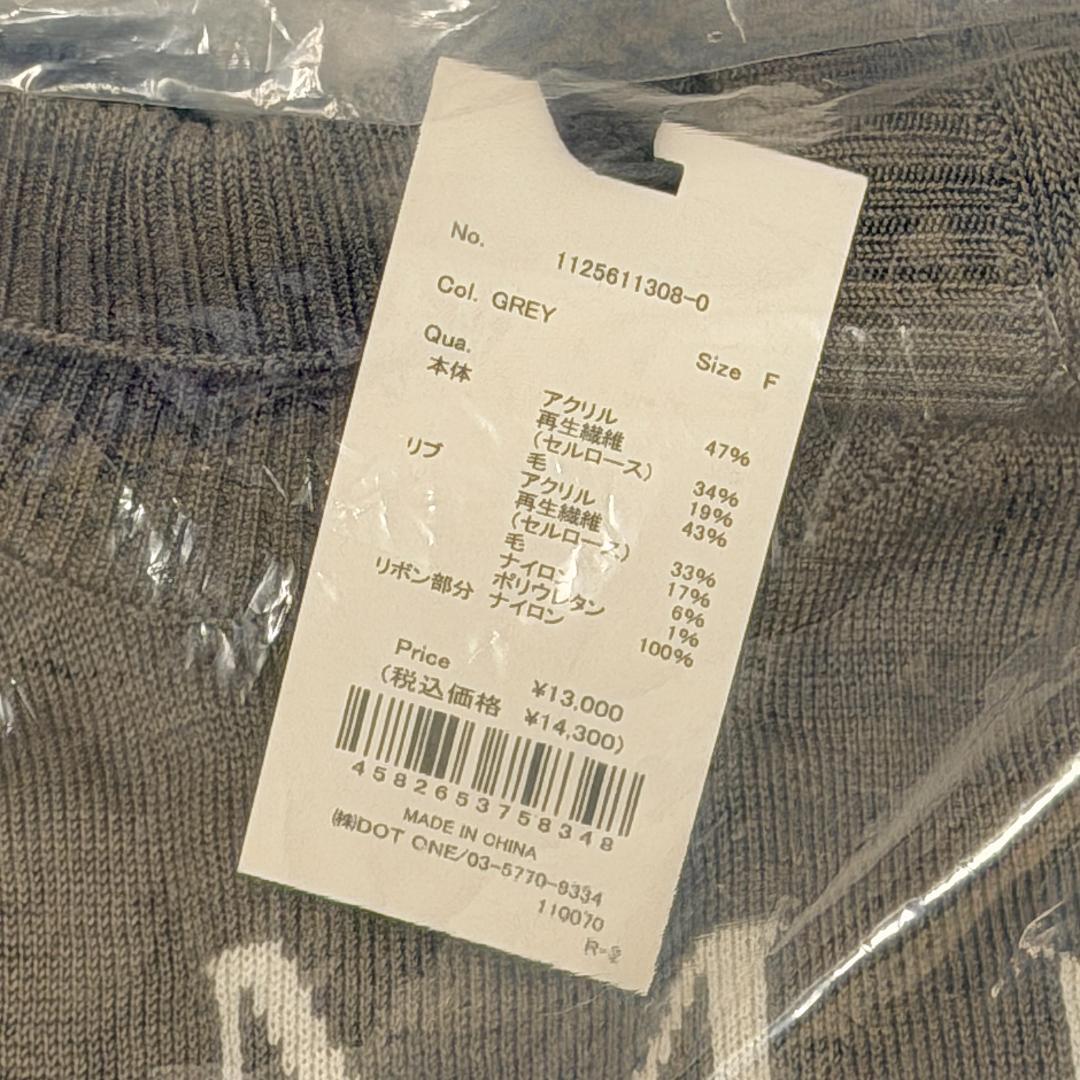 No. 1125611308-0
Col. GREY
Size F
Qua.
本体 アクリル 47%
再生繊維
(セルロース) 34%
毛 19%
リブ アクリル 43%
再生繊維
(セルロース) 33%
毛 17%
ナイロン 6%
ポリウレタン 1%
リボン部分 ナイロン 100%
Price ¥13,000
(税込価格 ¥14,300)
4582653758348
MADE IN CHINA
㈱DOT ONE/03-5770-9334
110070